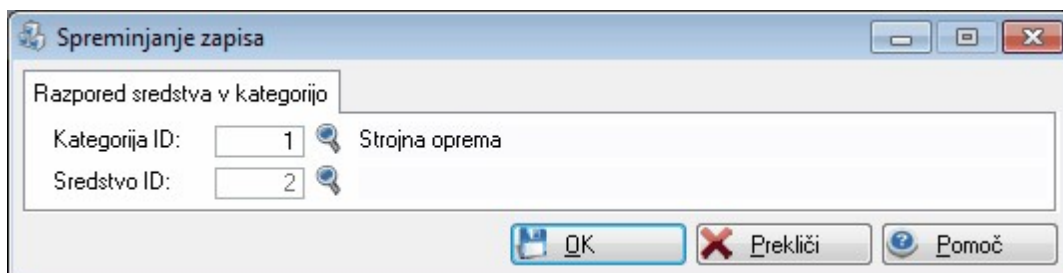 Spreminjanje zapisa
Razpored sredstva v kategorijo
Kategorija ID: 1 Strojna oprema
Sredstvo ID: 2
OK Prekliči Pomoč